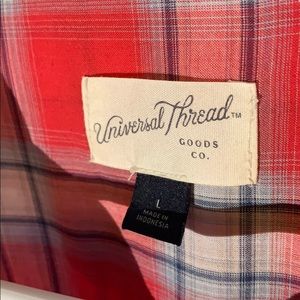 Universal Thread™
GOODS
CO.
L
MADE IN
INDONESIA